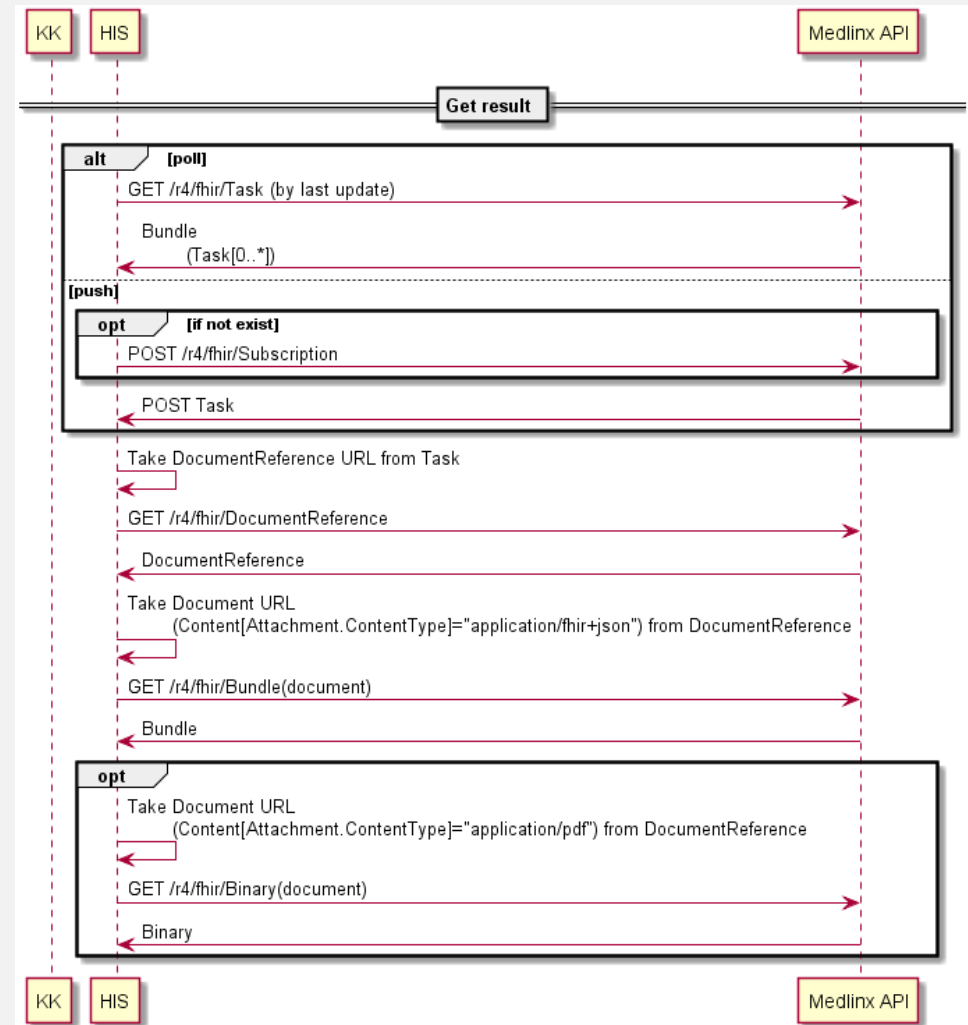 KK
HIS
Medlinx API
Get result
alt
[poll]
GET /r4/fhir/Task (by last update)
Bundle
(Task[0..*])
[push]
opt
[if not exist]
POST /r4/fhir/Subscription
POST Task
Take DocumentReference URL from Task
GET /r4/fhir/DocumentReference
DocumentReference
Take Document URL
(Content[Attachment.ContentType]="application/fhir+json") from DocumentReference
GET /r4/fhir/Bundle(document)
Bundle
opt
Take Document URL
(Content[Attachment.ContentType]="application/pdf") from DocumentReference
GET /r4/fhir/Binary(document)
Binary
KK
HIS
Medlinx API